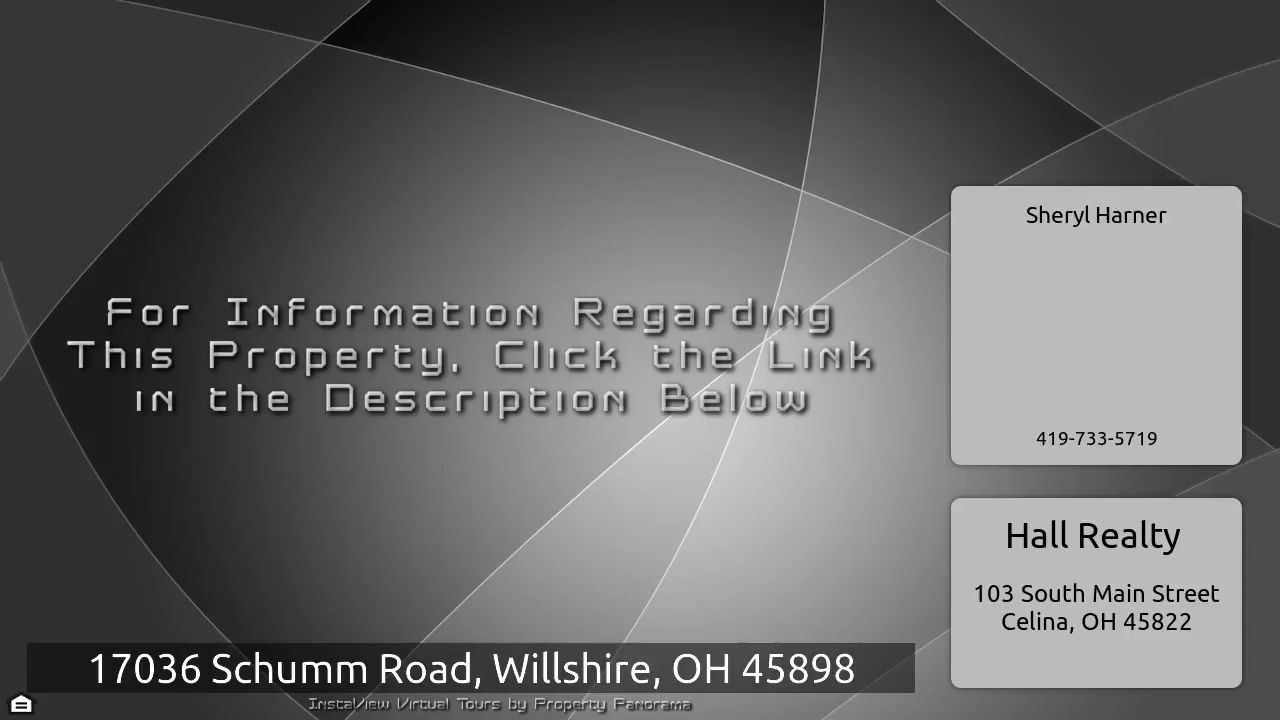 For Information Regarding
This Property, Click the Link
in the Description Below
Sheryl Harner
419-733-5719
Hall Realty
103 South Main Street
Celina, OH 45822
17036 Schumm Road, Willshire, OH 45898
InstaView Virtual Tours by Property Panorama